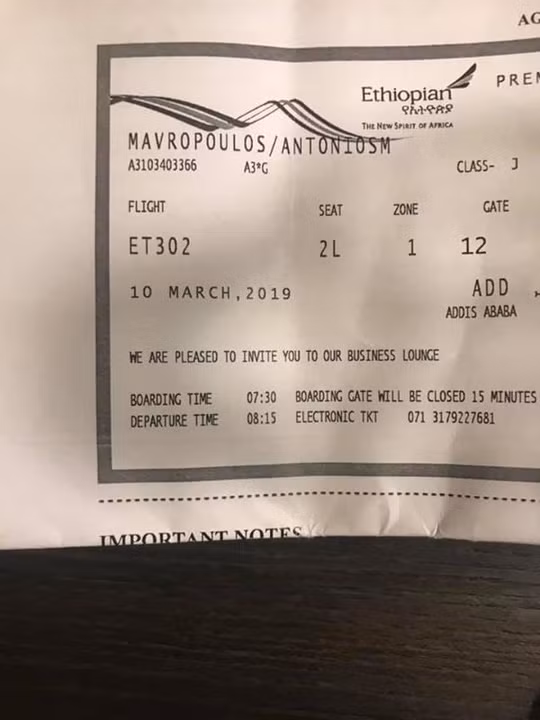 AG
Ethiopian
PREM
የኢትዮጵያ
THE NEW SPIRIT OF AFRICA
MAVROPOULOS/ANTONIOSM
A3103403366 A3*G CLASS- J
FLIGHT SEAT ZONE GATE
ET302 2L 1 12
10 MARCH,2019 ADD
ADDIS ABABA
WE ARE PLEASED TO INVITE YOU TO OUR BUSINESS LOUNGE
BOARDING TIME 07:30 BOARDING GATE WILL BE CLOSED 15 MINUTES
DEPARTURE TIME 08:15 ELECTRONIC TKT 071 3179227681
IMPORTANT NOTES